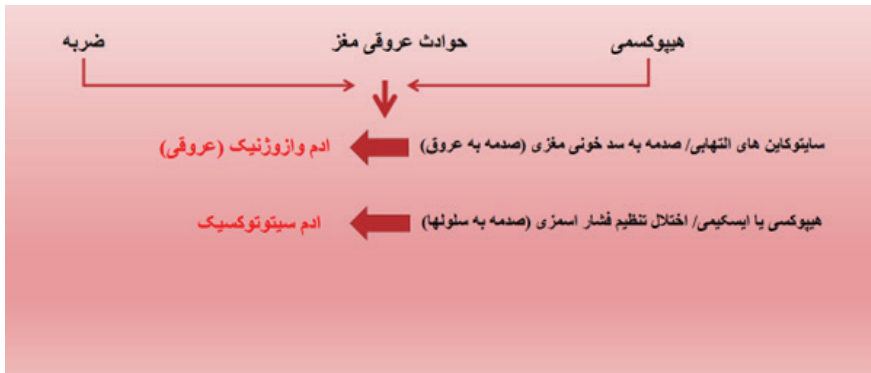 هیپوکسمی حوادث عروقی مغز ضربه
سایتوکاین های التهابی/ صدمه به سد خونی مغزی (صدمه به عروق) ادم وازوژنیک (عروقی)
هیپوکسی یا ایسکیمی/ اختلال تنظیم فشار اسمزی (صدمه به سلولها) ادم سیتوتوکسیک